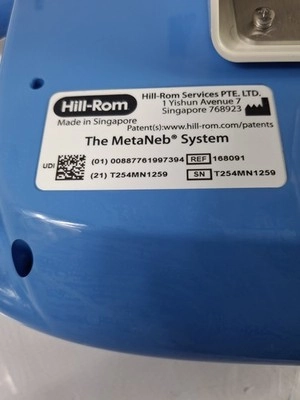 Hill-Rom
Hill-Rom Services PTE. LTD.
1 Yishun Avenue 7
Singapore 768923
Made in Singapore
Patent(s):www.hill-rom.com/patents
The MetaNeb® System
UDI
(01) 00887761997394 REF 168091
(21) T254MN1259 SN T254MN1259